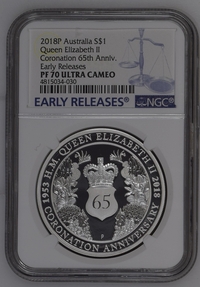 2018P Australia S$1
Queen Elizabeth II
Coronation 65th Anniv.
Early Releases
PF 70 ULTRA CAMEO
4815034-030
EARLY RELEASES
NGC
1953 H.M. QUEEN ELIZABETH II 2018
65
P
CORONATION ANNIVERSARY